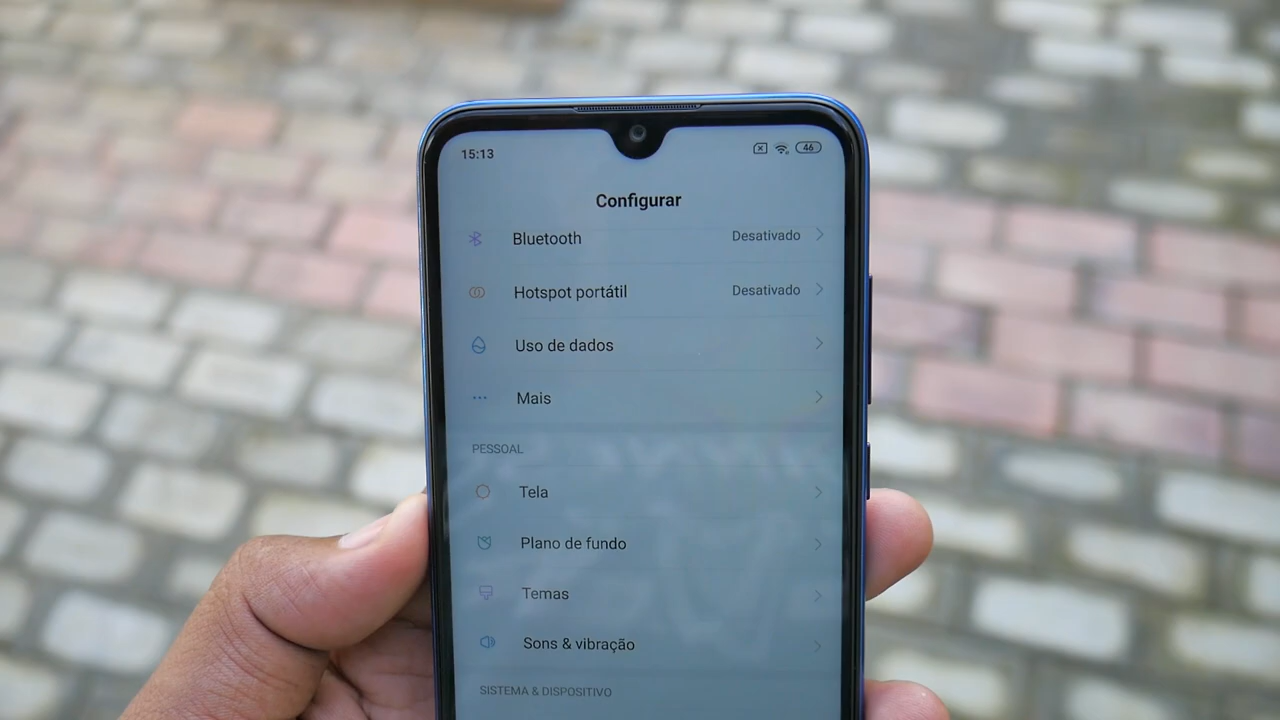 15:13 46
Configurar
Bluetooth Desativado
Hotspot portátil Desativado
Uso de dados
Mais
PESSOAL
Tela
Plano de fundo
Temas
Sons & vibração
SISTEMA & DISPOSITIVO